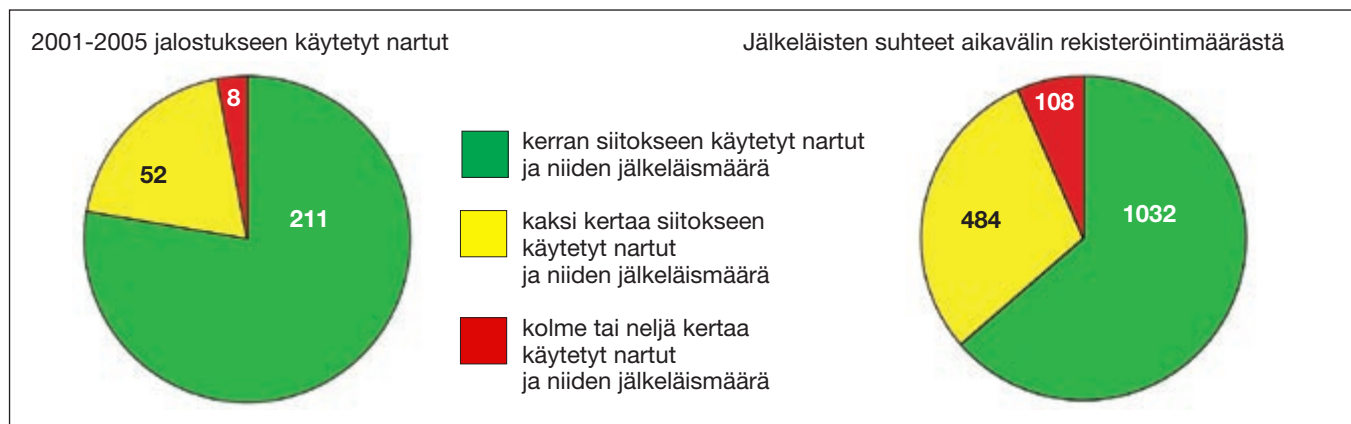 2001-2005 jalostukseen käytetyt nartut
8
52
211
kerran siitokseen käytetyt nartut
ja niiden jälkeläismäärä
kaksi kertaa siitokseen
käytetyt nartut
ja niiden jälkeläismäärä
kolme tai neljä kertaa
käytetyt nartut
ja niiden jälkeläismäärä
Jälkeläisten suhteet aikavälin rekisteröintimäärästä
108
484
1032